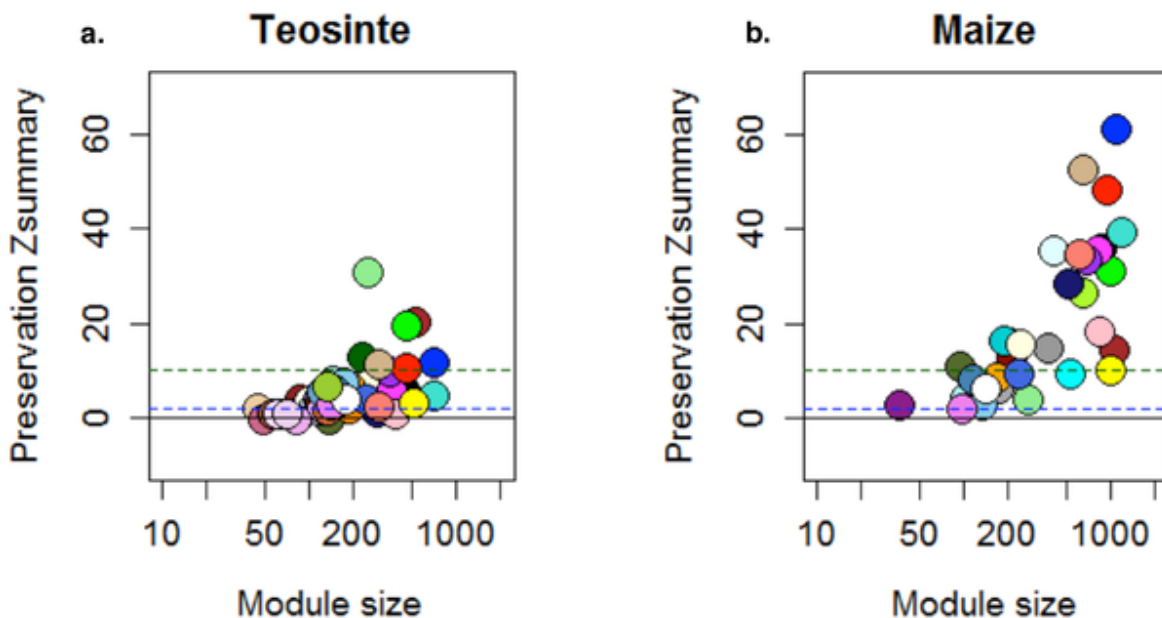 a. Teosinte
Preservation Zsummary
60
40
20
0
10 50 200 1000
Module size
b. Maize
Preservation Zsummary
60
40
20
0
10 50 200 1000
Module size